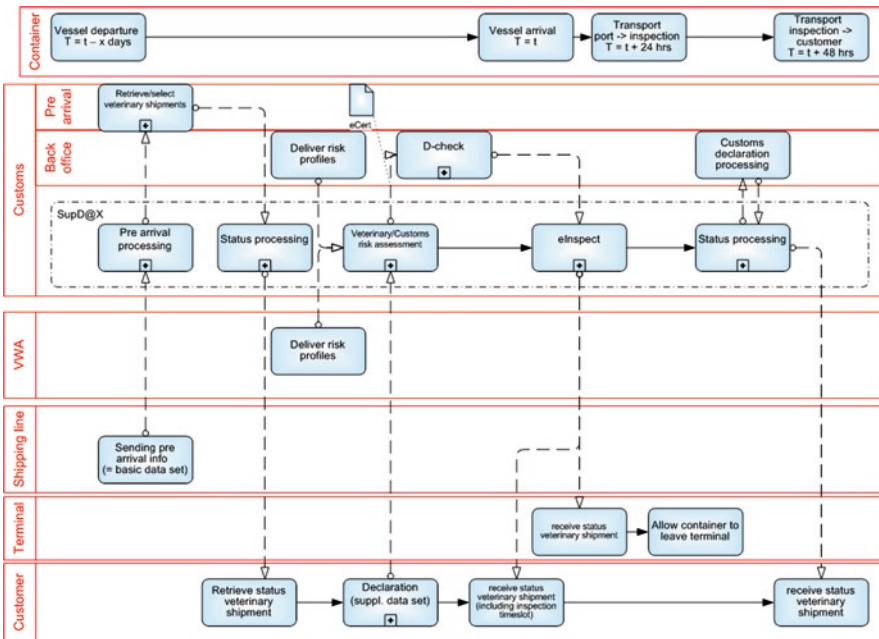 Container
Vessel departure
T = t – x days
Vessel arrival
T = t
Transport
port -> inspection
T = t + 24 hrs
Transport
inspection ->
customer
T = t + 48 hrs
Customs
Pre
arrival
Retrieve/select
veterinary shipments
eCert
Back
office
Deliver risk
profiles
D-check
Customs
declaration
processing
SupD@X
Pre arrival
processing
Status processing
Veterinary/Customs
risk assessment
eInspect
Status processing
VWA
Deliver risk
profiles
Shipping line
Sending pre
arrival info
(= basic data set)
Terminal
receive status
veterinary shipment
Allow container to
leave terminal
Customer
Retrieve status
veterinary
shipment
Declaration
(suppl. data set)
receive status
veterinary shipment
(including inspection
timeslot)
receive status
veterinary
shipment